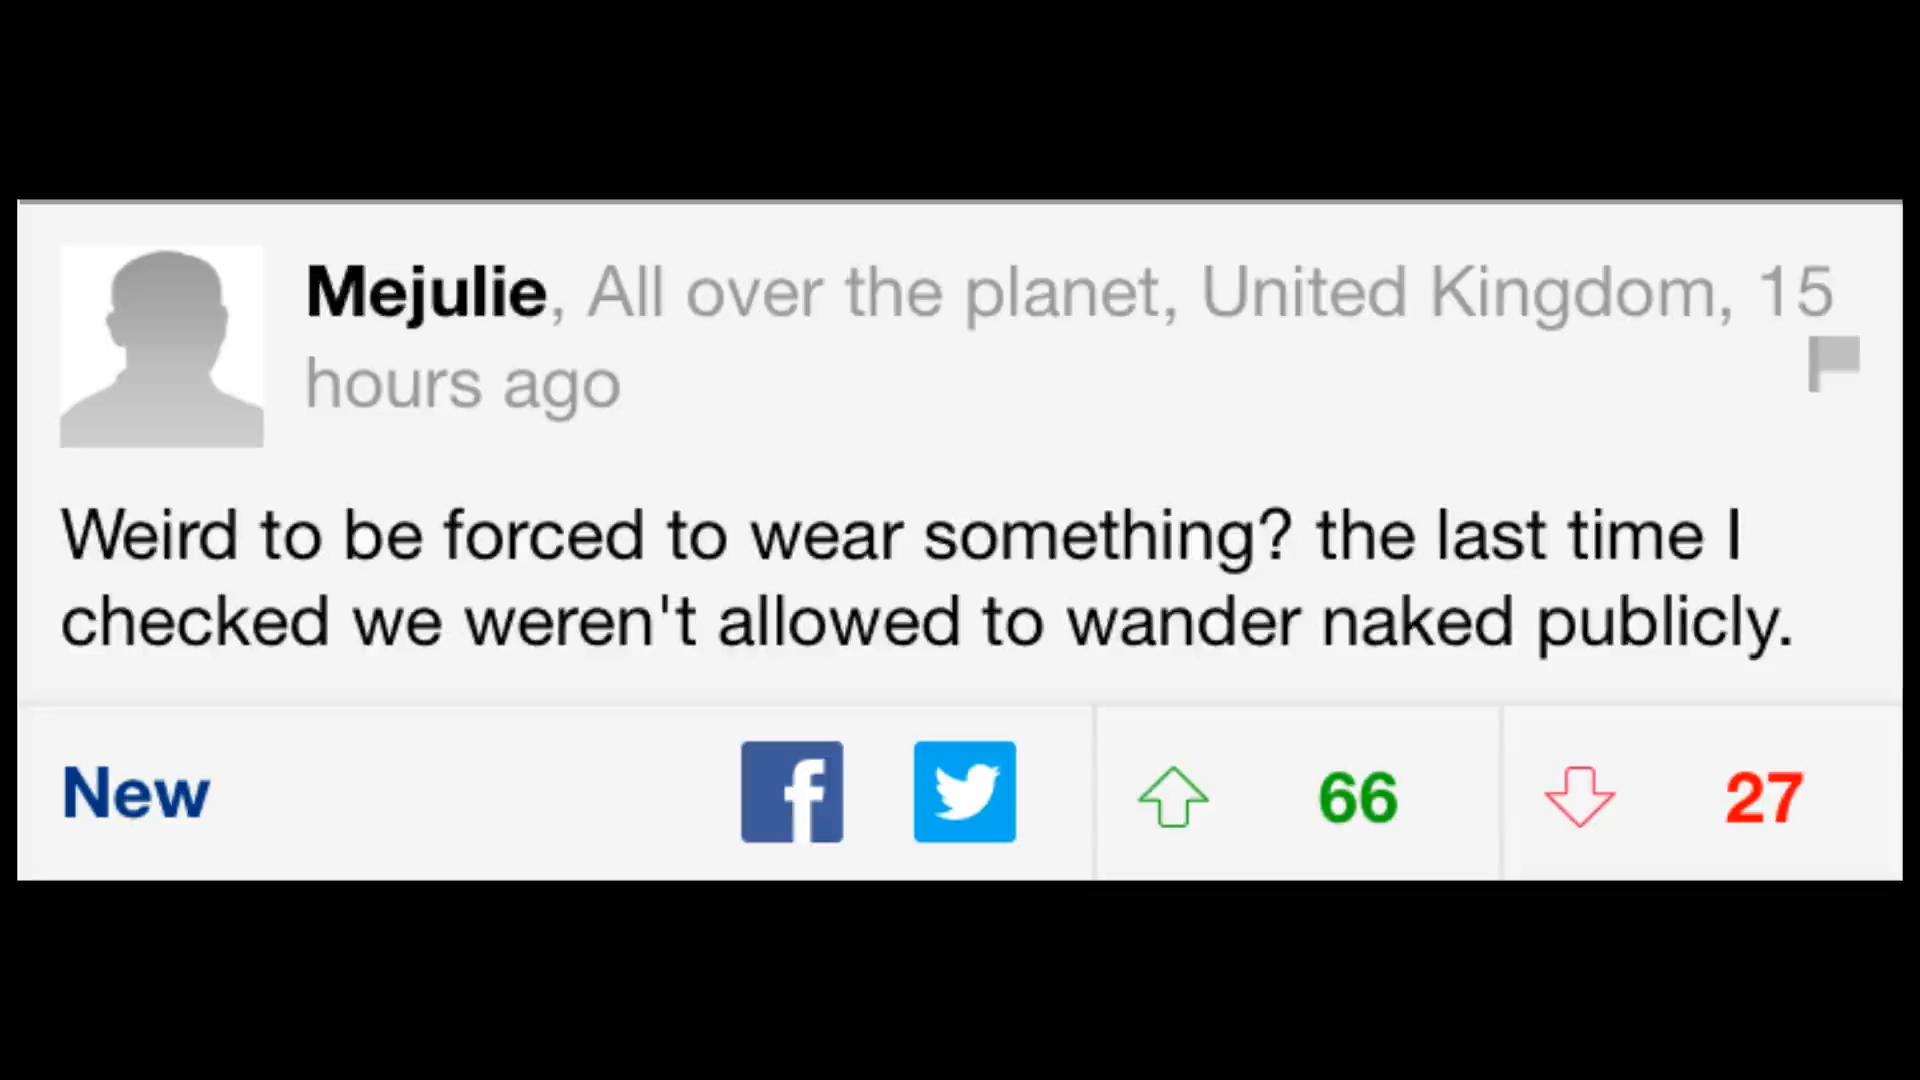 Mejulie, All over the planet, United Kingdom, 15
hours ago
Weird to be forced to wear something? the last time I
checked we weren't allowed to wander naked publicly.
New
66
27